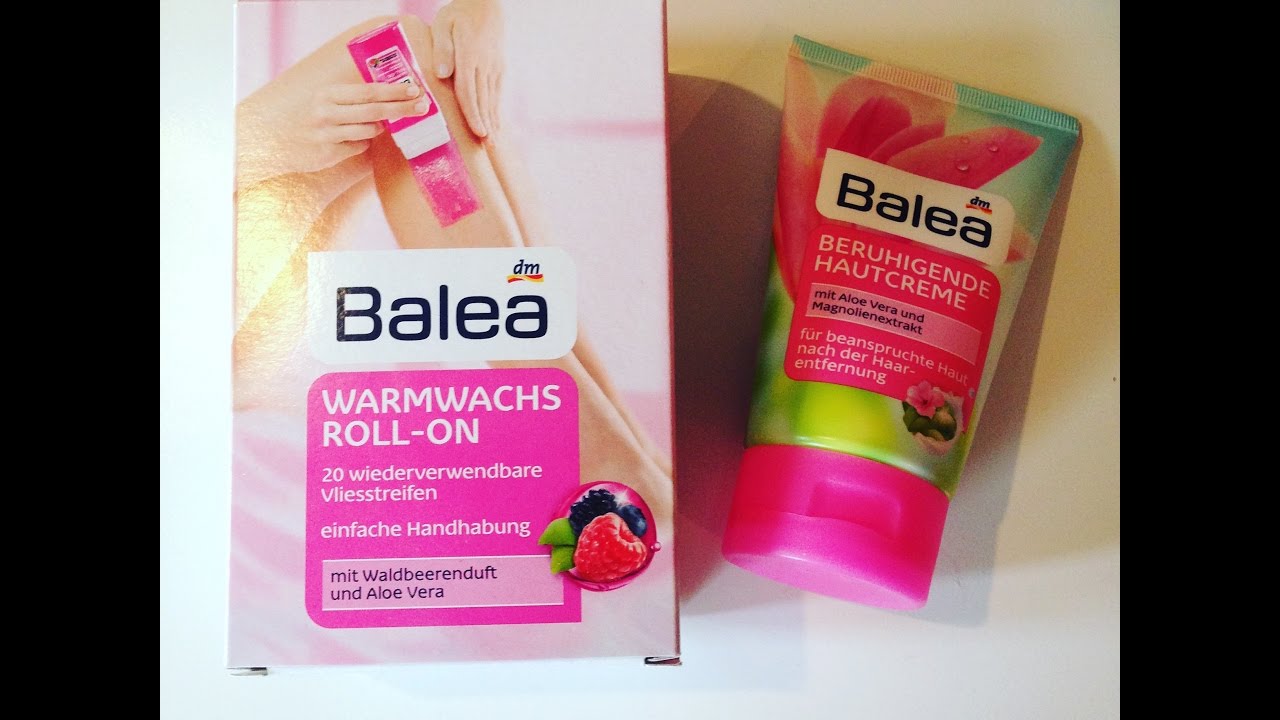 dm
Balea
WARMWACHS
ROLL-ON
20 wiederverwendbare
Vliesstreifen
einfache Handhabung
mit Waldbeerenduft
und Aloe Vera
dm
Balea
BERUHIGENDE
HAUTCREME
mit Aloe Vera und
Magnolienextrakt
für beanspruchte Haut
nach der Haar-
entfernung